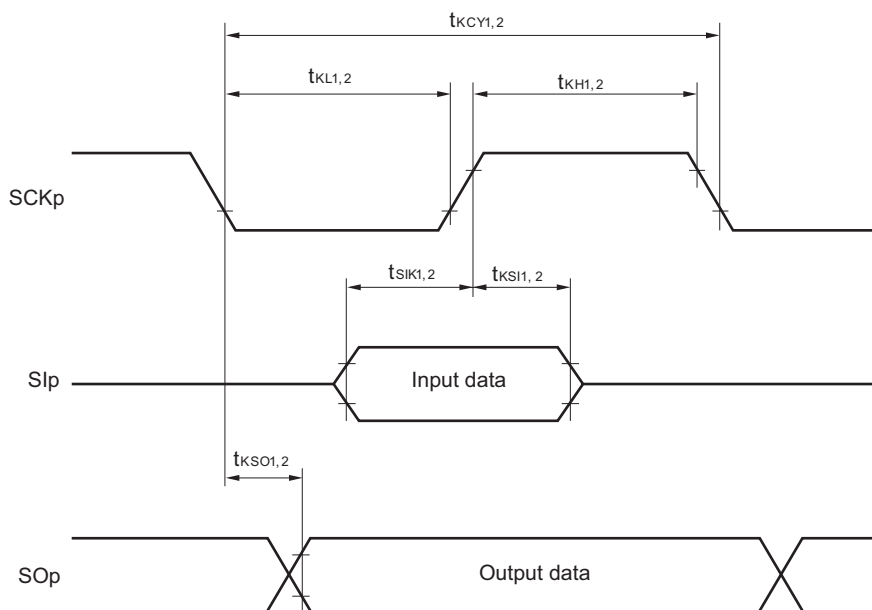 tKCY1, 2
tKL1, 2
tKH1, 2
SCKp
tSIK1, 2
tKSI1, 2
SIp
Input data
tKSO1, 2
SOp
Output data